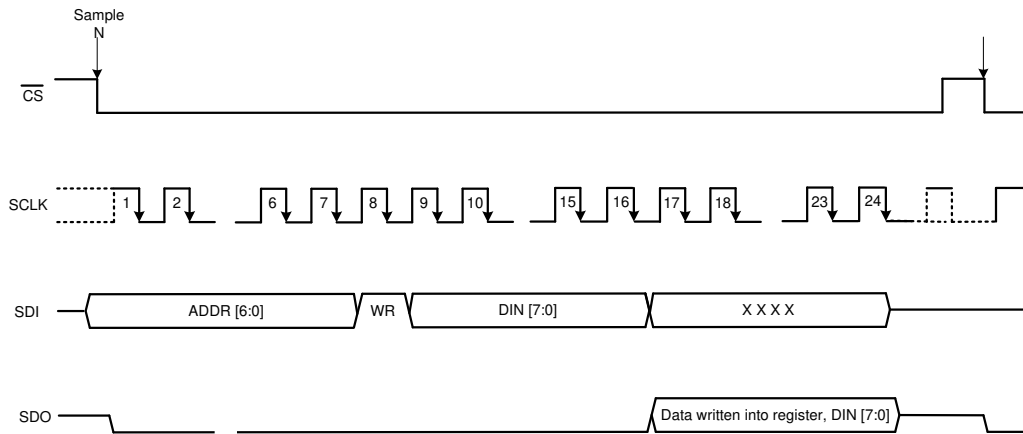 Sample
N
CS
SCLK
1 2 6 7 8 9 10 15 16 17 18 23 24
SDI
ADDR [6:0] WR DIN [7:0] X X X X
SDO
Data written into register, DIN [7:0]